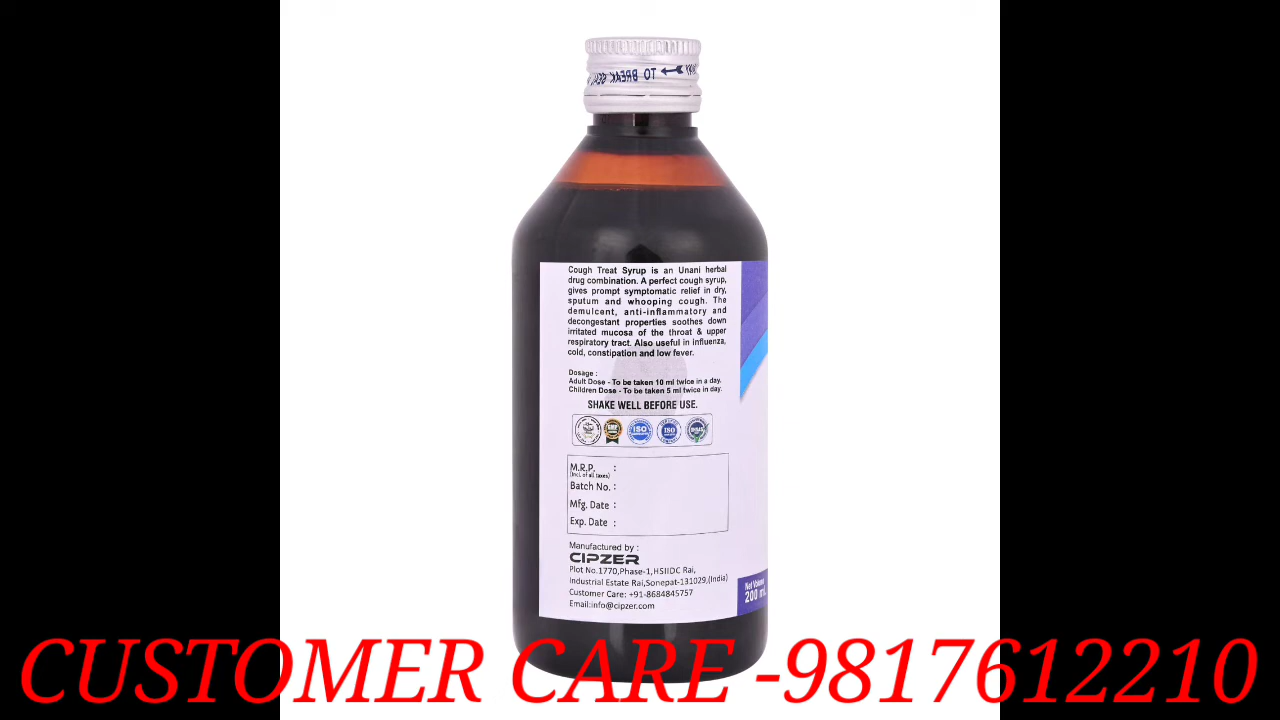 TO BREAK
Cough Treat Syrup is an Unani herbal
drug combination. A perfect cough syrup,
gives prompt symptomatic relief in dry,
sputum and whooping cough. The
demulcent, anti-inflammatory and
decongestant properties soothes down
irritated mucosa of the throat & upper
respiratory tract. Also useful in influenza,
cold, constipation and low fever.
Dosage :
Adult Dose - To be taken 10 ml twice in a day.
Children Dose - To be taken 5 ml twice in day.
SHAKE WELL BEFORE USE.
ISO ISO
M.R.P. :
(Incl. of all taxes)
Batch No. :
Mfg. Date :
Exp. Date :
Manufactured by :
CIPZER
Plot No.1770,Phase-1,HSIIDC Rai,
Industrial Estate Rai,Sonepat-131029,(India)
Customer Care: +91-8684845757
Email:info@cipzer.com
Net Volume
200 mL
CUSTOMER CARE -9817612210